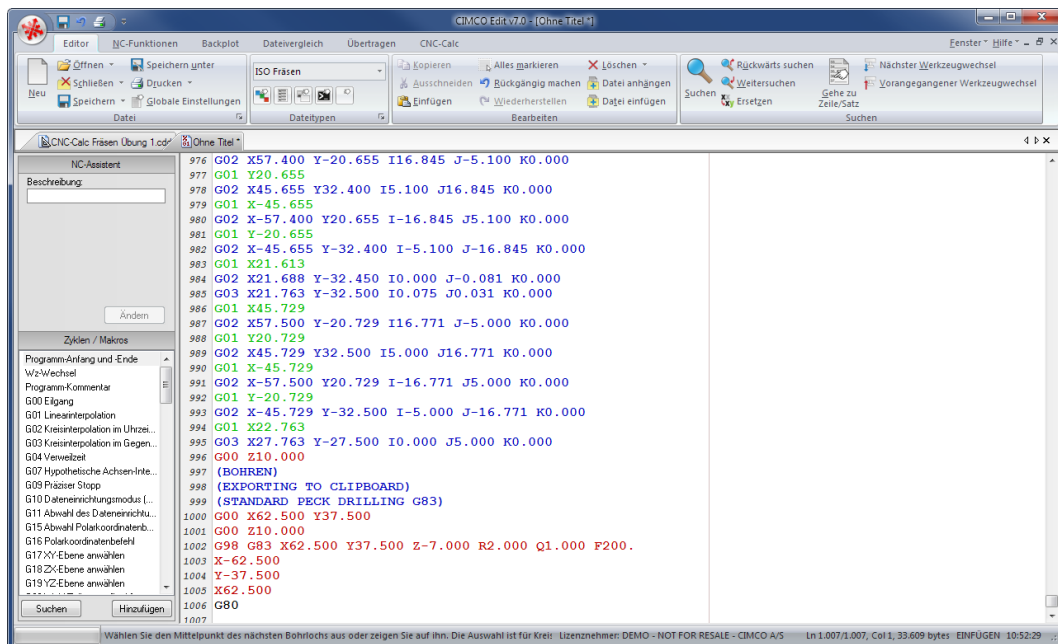 CIMCO Edit v7.0 - [Ohne Titel *]
Editor NC-Funktionen Backplot Dateivergleich Übertragen CNC-Calc Fenster Hilfe
Neu
Öffnen
Schließen
Speichern
Speichern unter
Drucken
Globale Einstellungen
Datei
ISO Fräsen
Dateitypen
Kopieren
Ausschneiden
Einfügen
Alles markieren
Rückgängig machen
Wiederherstellen
Löschen
Datei anhängen
Datei einfügen
Bearbeiten
Suchen
Rückwärts suchen
Weitersuchen
Ersetzen
Gehe zu
Zeile/Satz
Nächster Werkzeugwechsel
Vorangegangener Werkzeugwechsel
Suchen
CNC-Calc Fräsen Übung 1.cdd* Ohne Titel *
NC-Assistent
Beschreibung:
Ändern
Zyklen / Makros
Programm-Anfang und -Ende
Wz-Wechsel
Programm-Kommentar
G00 Eilgang
G01 Linearinterpolation
G02 Kreisinterpolation im Uhrzei...
G03 Kreisinterpolation im Gegen...
G04 Verweilzeit
G07 Hypothetische Achsen-Inte...
G09 Präziser Stopp
G10 Dateneinrichtungsmodus (...
G11 Abwahl des Dateneinrichtu...
G15 Abwahl Polarkoordinatenb...
G16 Polarkoordinatenbefehl
G17 XY-Ebene anwählen
G18 ZX-Ebene anwählen
G19 YZ-Ebene anwählen
Suchen Hinzufügen
976 G02 X57.400 Y-20.655 I16.845 J-5.100 K0.000
977 G01 Y20.655
978 G02 X45.655 Y32.400 I5.100 J16.845 K0.000
979 G01 X-45.655
980 G02 X-57.400 Y20.655 I-16.845 J5.100 K0.000
981 G01 Y-20.655
982 G02 X-45.655 Y-32.400 I-5.100 J-16.845 K0.000
983 G01 X21.613
984 G02 X21.688 Y-32.450 I0.000 J-0.081 K0.000
985 G03 X21.763 Y-32.500 I0.075 J0.031 K0.000
986 G01 X45.729
987 G02 X57.500 Y-20.729 I16.771 J-5.000 K0.000
988 G01 Y20.729
989 G02 X45.729 Y32.500 I5.000 J16.771 K0.000
990 G01 X-45.729
991 G02 X-57.500 Y20.729 I-16.771 J5.000 K0.000
992 G01 Y-20.729
993 G02 X-45.729 Y-32.500 I-5.000 J-16.771 K0.000
994 G01 X22.763
995 G03 X27.763 Y-27.500 I0.000 J5.000 K0.000
996 G00 Z10.000
997 (BOHREN)
998 (EXPORTING TO CLIPBOARD)
999 (STANDARD PECK DRILLING G83)
1000 G00 X62.500 Y37.500
1001 G00 Z10.000
1002 G98 G83 X62.500 Y37.500 Z-7.000 R2.000 Q1.000 F200.
1003 X-62.500
1004 Y-37.500
1005 X62.500
1006 G80
1007
Wählen Sie den Mittelpunkt des nächsten Bohrlochs aus oder zeigen Sie auf ihn. Die Auswahl ist für Kreis Lizenznehmer: DEMO - NOT FOR RESALE - CIMCO A/S Ln 1.007/1.007, Col 1, 33.609 bytes EINFÜGEN 10:52:29